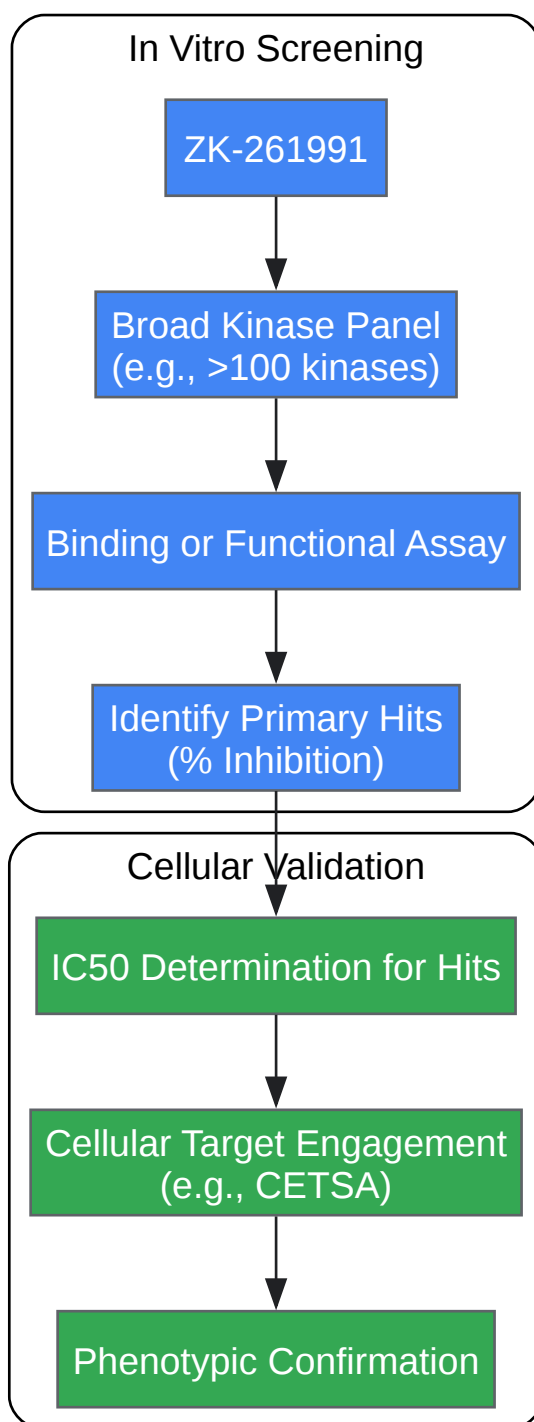 In Vitro Screening
ZK-261991
Broad Kinase Panel
(e.g., >100 kinases)
Binding or Functional Assay
Identify Primary Hits
(% Inhibition)
Cellular Validation
IC50 Determination for Hits
Cellular Target Engagement
(e.g., CETSA)
Phenotypic Confirmation